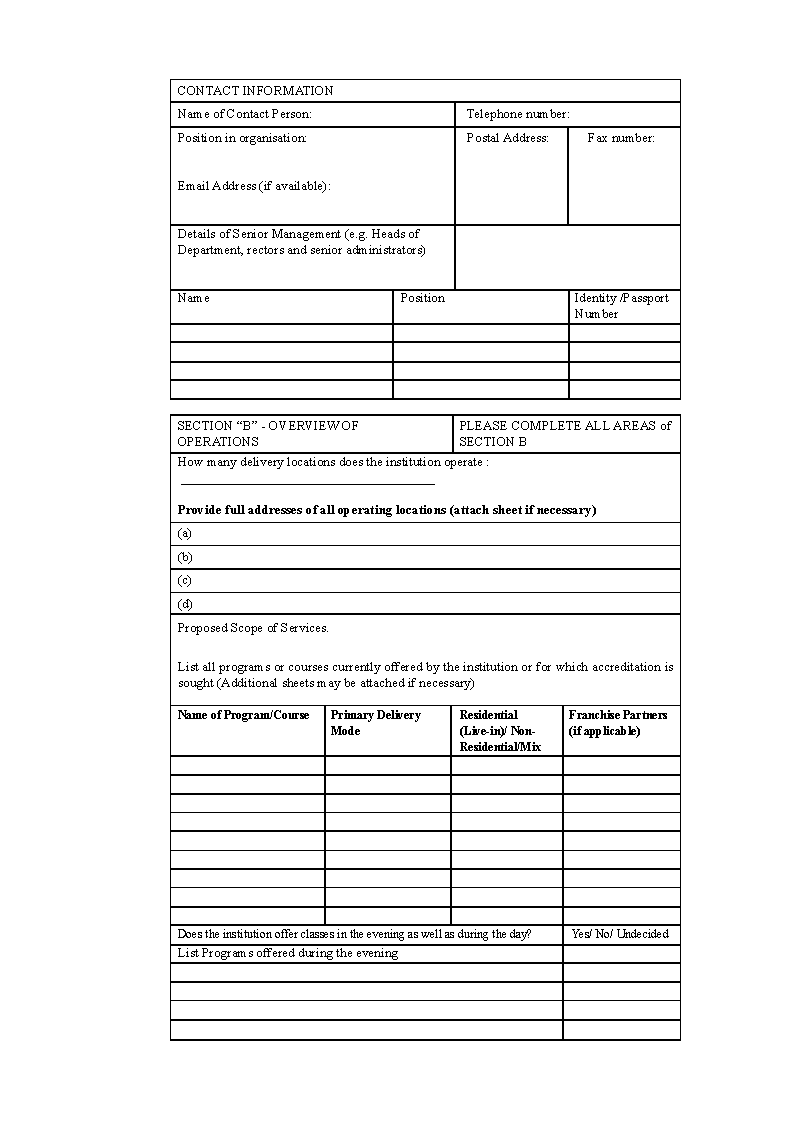 CONTACT INFORMATION
Name of Contact Person:
Telephone number:
Position in organisation:
Postal Address:
Fax number:
Email Address (if available):
Details of Senior Management (e.g. Heads of
Department, rectors and senior administrators)
Name
Position
Identity /Passport
Number
SECTION “B” - OVERVIEW OF
OPERATIONS
PLEASE COMPLETE ALL AREAS of
SECTION B
How many delivery locations does the institution operate :
Provide full addresses of all operating locations (attach sheet if necessary)
(a)
(b)
(c)
(d)
Proposed Scope of Services.
List all programs or courses currently offered by the institution or for which accreditation is
sought (Additional sheets may be attached if necessary)
Name of Program/Course
Primary Delivery
Mode
Residential
(Live-in)/ Non-
Residential/Mix
Franchise Partners
(if applicable)
Does the institution offer classes in the evening as well as during the day?
Yes/ No/ Undecided
List Programs offered during the evening